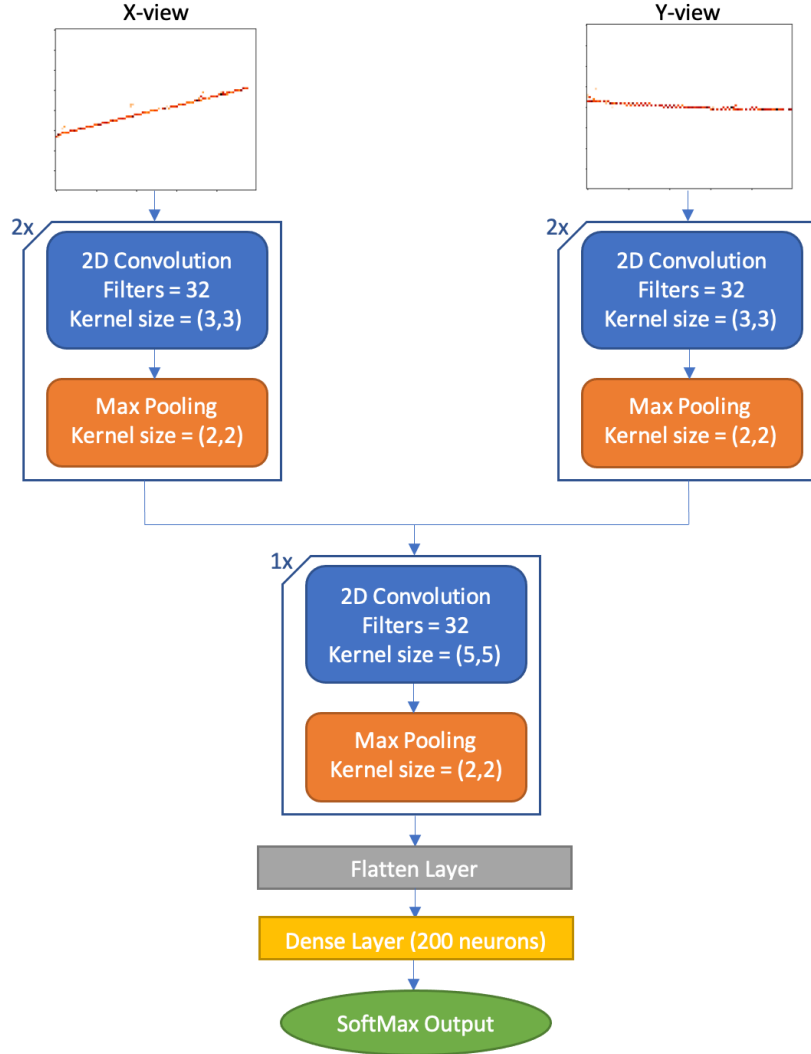 X-view
Y-view
2x
2D Convolution
Filters = 32
Kernel size = (3,3)
Max Pooling
Kernel size = (2,2)
2x
2D Convolution
Filters = 32
Kernel size = (3,3)
Max Pooling
Kernel size = (2,2)
1x
2D Convolution
Filters = 32
Kernel size = (5,5)
Max Pooling
Kernel size = (2,2)
Flatten Layer
Dense Layer (200 neurons)
SoftMax Output